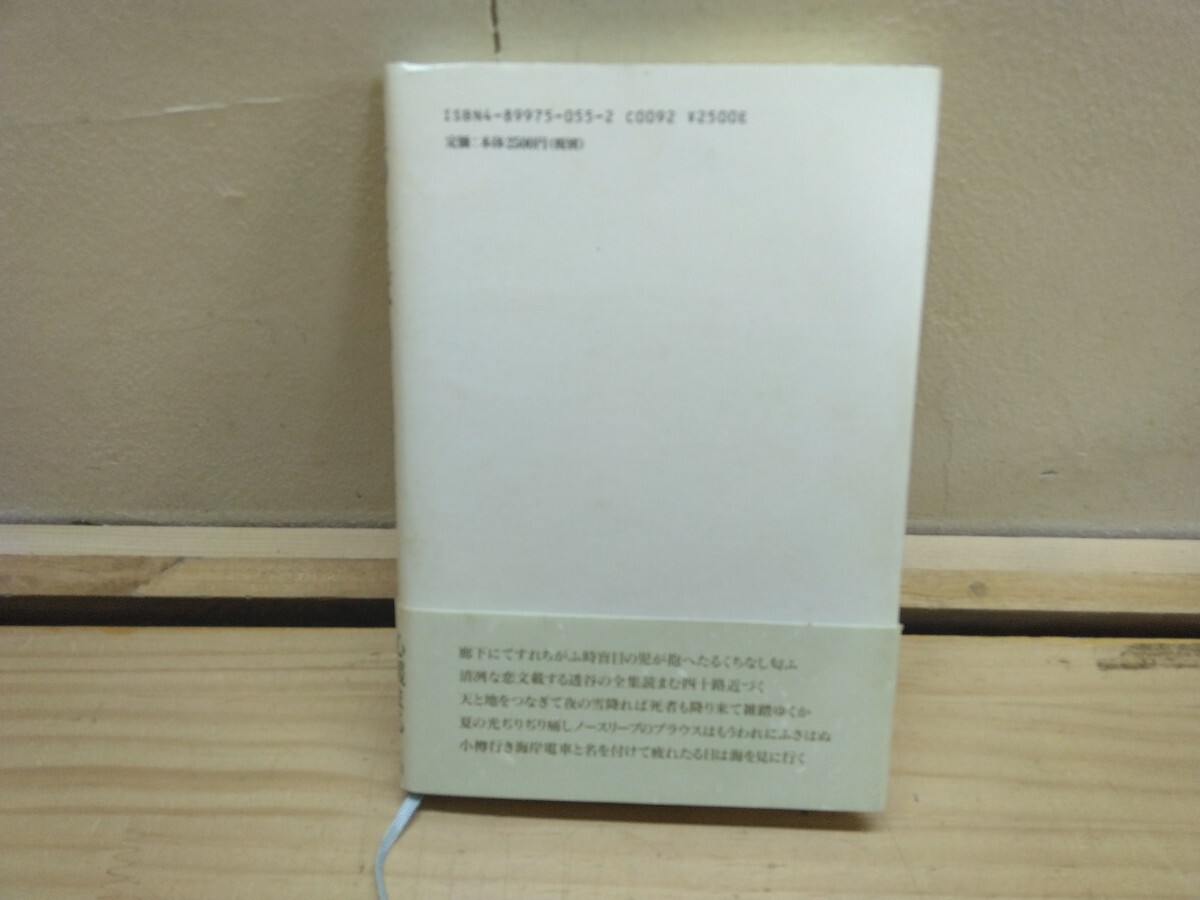 ISBN4-89975-055-2 C0092 ¥2500E
定価:本体2500円(税別)
廊下にてすれちがふ時盲目の児が抱へたるくちなし匂ふ
清冽な恋文載する透谷の全集読まむ四十路近づく
天と地をつなぎて夜の雪降れば死者も降り来て雑踏ゆくか
夏の光ぢりぢり痛しノースリーブのブラウスはもうわれにふさはぬ
小樽行き海岸電車と名を付けて疲れたる日は海を見に行く